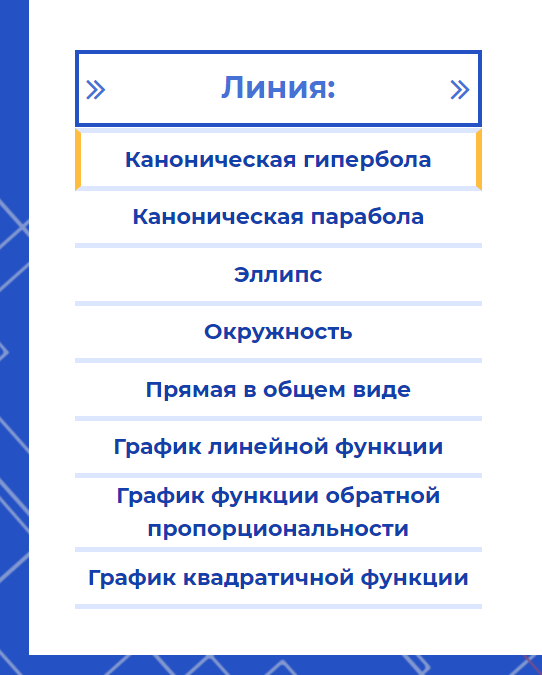 Линия:
Каноническая гипербола
Каноническая парабола
Эллипс
Окружность
Прямая в общем виде
График линейной функции
График функции обратной
пропорциональности
График квадратичной функции